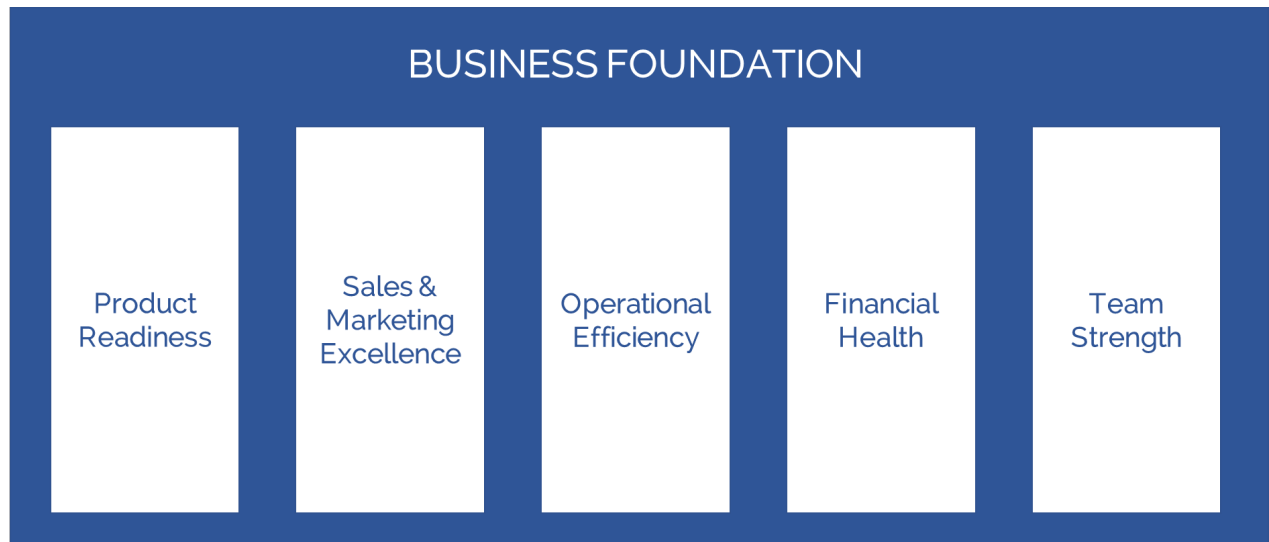 BUSINESS FOUNDATION
Product
Readiness
Sales &
Marketing
Excellence
Operational
Efficiency
Financial
Health
Team
Strength